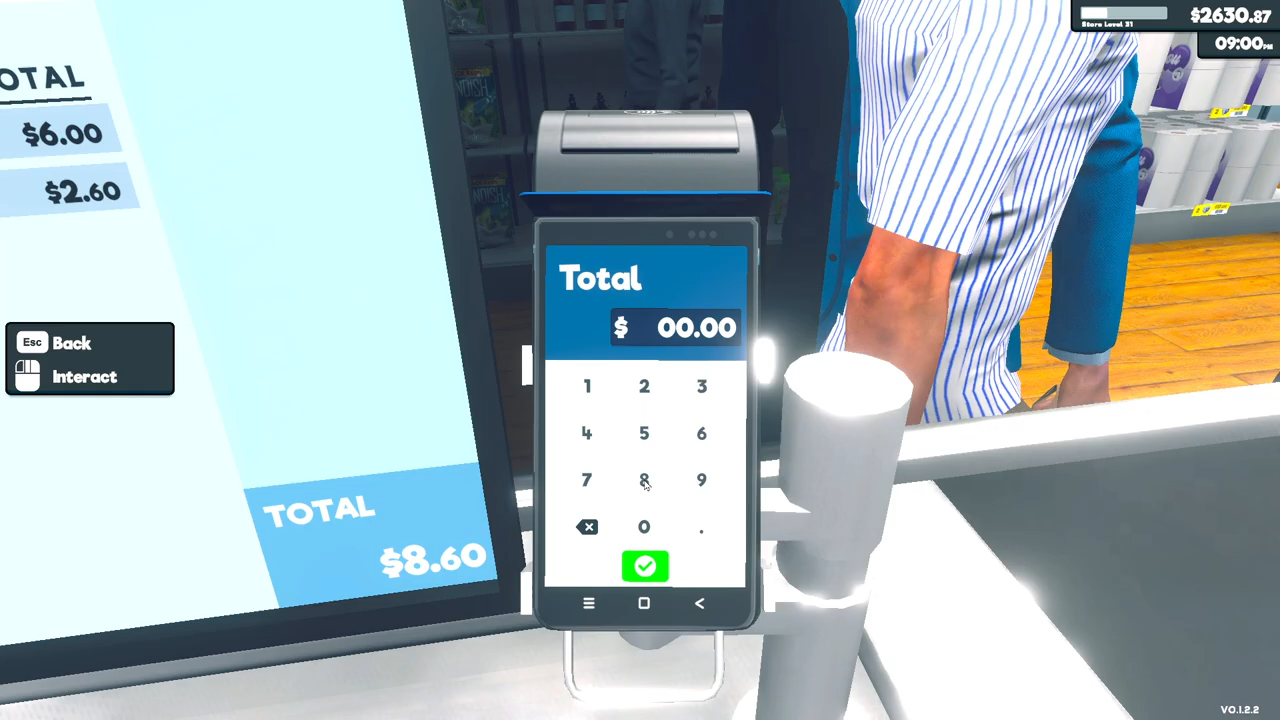 Store Level 31
$2630.87
09:00PM
OTAL
$6.00
$2.60
Esc Back
Interact
TOTAL
$8.60
Total
$ 00.00
1 2 3
4 5 6
7 8 9
0 .
V0.1.2.2